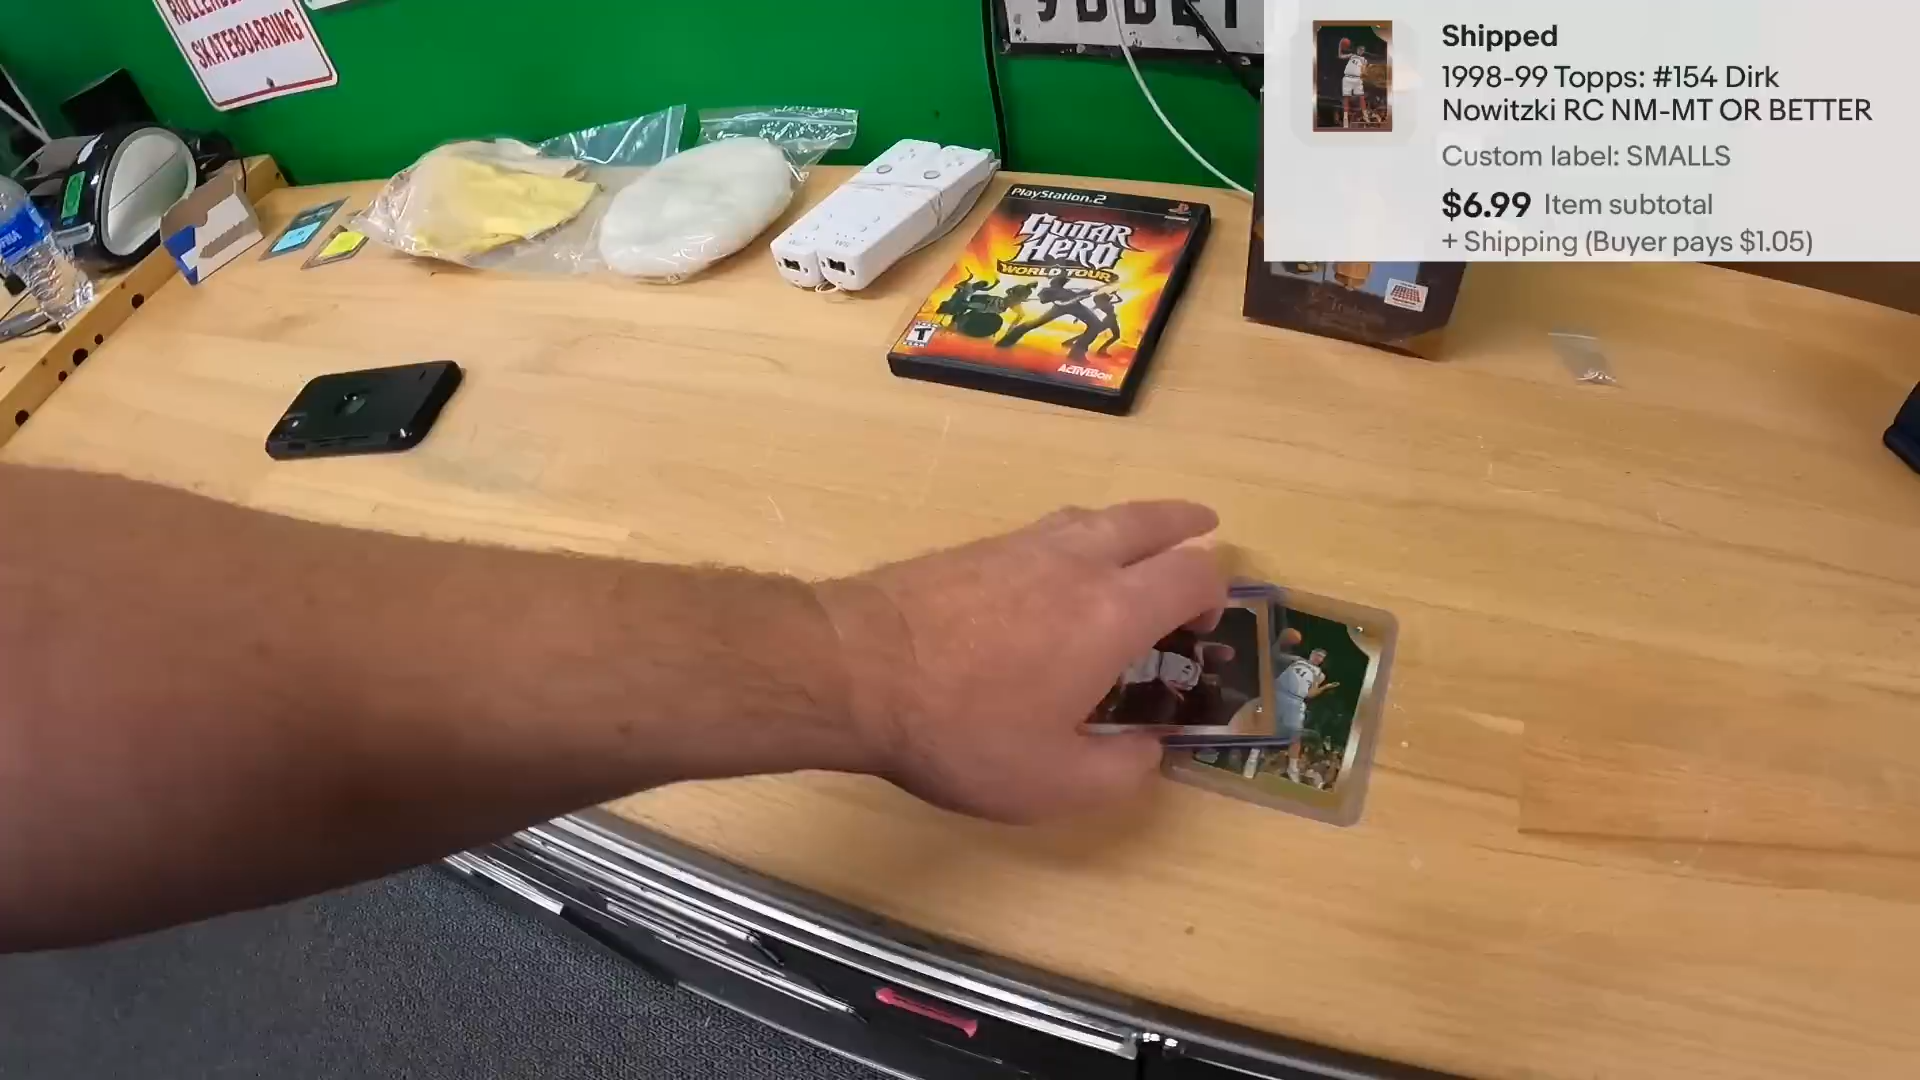 SKATEBOARDING
Shipped
1998-99 Topps: #154 Dirk
Nowitzki RC NM-MT OR BETTER
Custom label: SMALLS
$6.99 Item subtotal
+ Shipping (Buyer pays $1.05)
PlayStation.2
GUITAR
HERO
WORLD TOUR
T
ACTIVISION
41